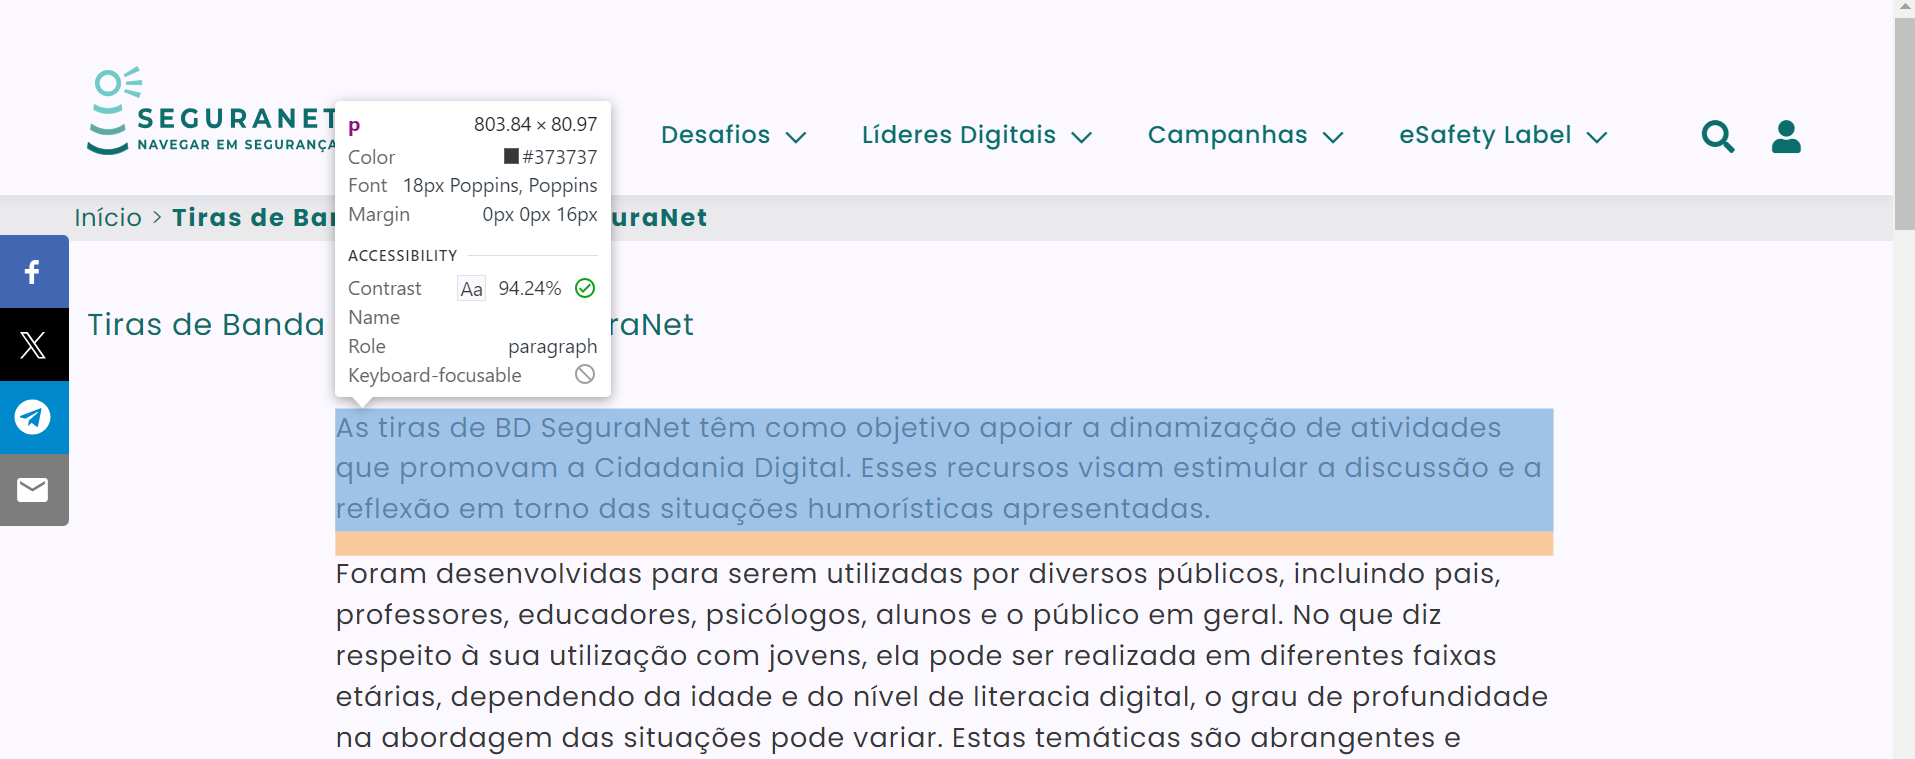 SEGURANET
NAVEGAR EM SEGURANÇA
Desafios
Líderes Digitais
Campanhas
eSafety Label
Início > Tiras de Ba
uraNet
p 803.84 × 80.97
Color #373737
Font 18px Poppins, Poppins
Margin 0px 0px 16px
ACCESSIBILITY
Contrast Aa 94.24%
Name
Role paragraph
Keyboard-focusable
Tiras de Banda
raNet
As tiras de BD SeguraNet têm como objetivo apoiar a dinamização de atividades
que promovam a Cidadania Digital. Esses recursos visam estimular a discussão e a
reflexão em torno das situações humorísticas apresentadas.
Foram desenvolvidas para serem utilizadas por diversos públicos, incluindo pais,
professores, educadores, psicólogos, alunos e o público em geral. No que diz
respeito à sua utilização com jovens, ela pode ser realizada em diferentes faixas
etárias, dependendo da idade e do nível de literacia digital, o grau de profundidade
na abordagem das situações pode variar. Estas temáticas são abrangentes e